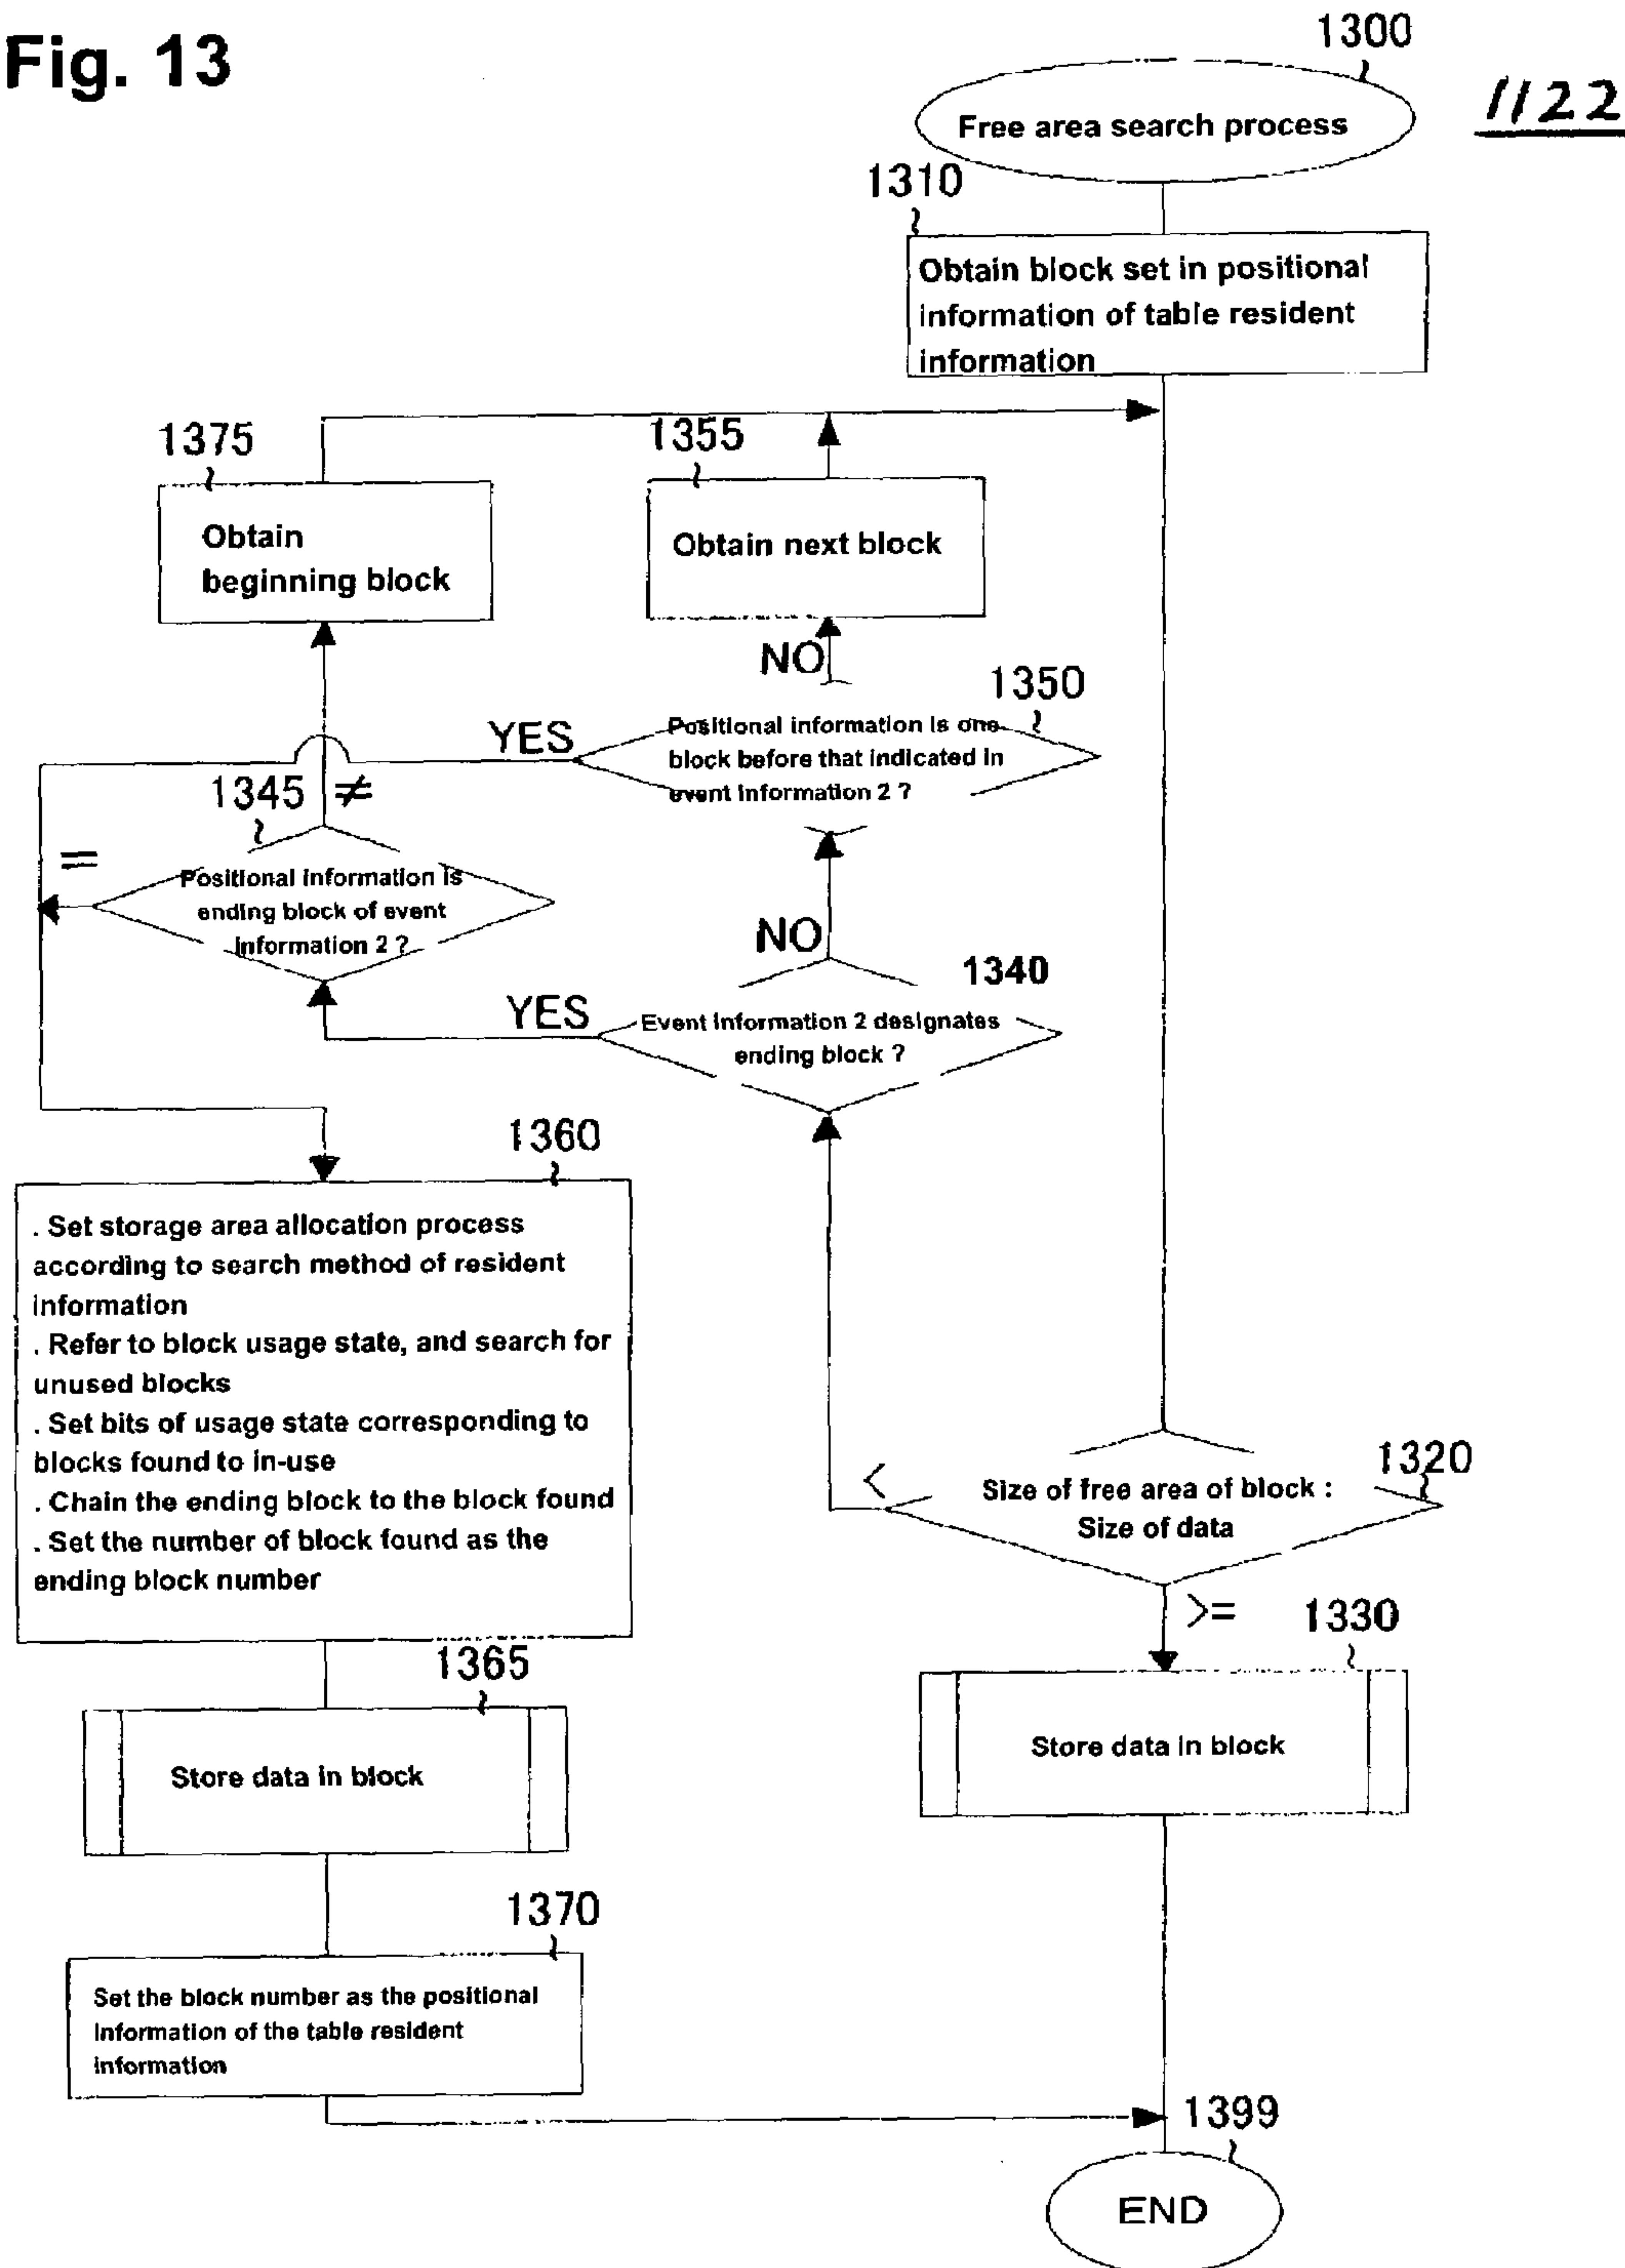 Fig. 13
1300
1122
Free area search process
1310
Obtain block set in positional
information of table resident
information
1375
1355
Obtain
beginning block
Obtain next block
NO
1350
YES
Positional information is one
block before that indicated in
event information 2 ?
1345
≠
=
Positional information is
ending block of event
information 2 ?
NO
1340
YES
Event information 2 designates
ending block ?
1360
. Set storage area allocation process
according to search method of resident
information
. Refer to block usage state, and search for
unused blocks
. Set bits of usage state corresponding to
blocks found to in-use
. Chain the ending block to the block found
. Set the number of block found as the
ending block number
<
1320
Size of free area of block :
Size of data
>=
1330
1365
Store data in block
Store data in block
1370
Set the block number as the positional
information of the table resident
information
1399
END